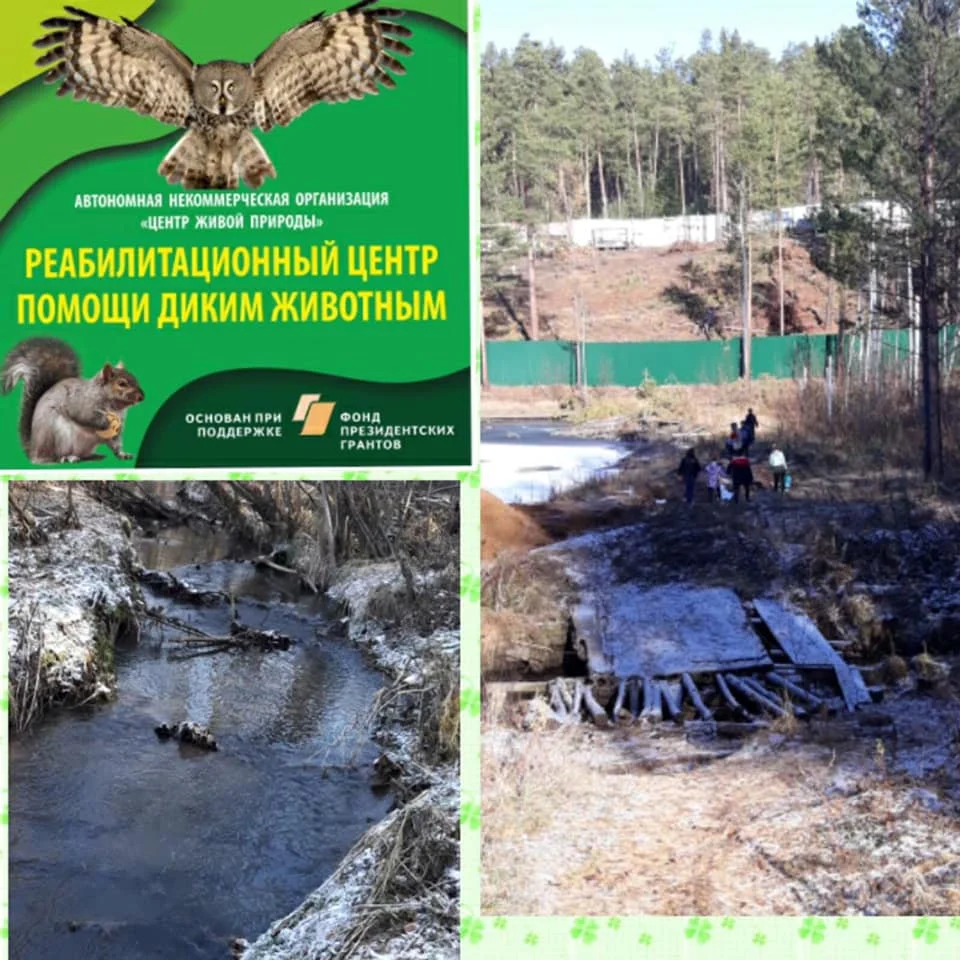 АВТОНОМНАЯ НЕКОММЕРЧЕСКАЯ ОРГАНИЗАЦИЯ
«ЦЕНТР ЖИВОЙ ПРИРОДЫ»
РЕАБИЛИТАЦИОННЫЙ ЦЕНТР
ПОМОЩИ ДИКИМ ЖИВОТНЫМ
ОСНОВАН ПРИ
ПОДДЕРЖКЕ
ФОНД
ПРЕЗИДЕНТСКИХ
ГРАНТОВ